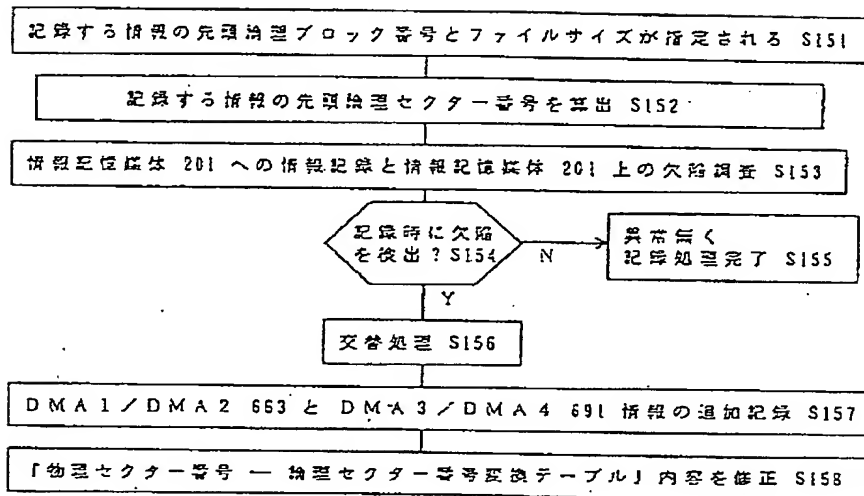 記録する情報の先頭論理ブロック番号とファイルサイズが指定される S151
記録する情報の先頭論理セクター番号を算出 S152
情報記憶媒体 201 への情報記録と情報記憶媒体 201 上の欠陥調査 S153
記録時に欠陥
を検出？S154
N
異常無く
記録処理完了 S155
Y
交替処理 S156
DMA1／DMA2 663 と DMA3／DMA4 691 情報の追加記録 S157
『物理セクター番号 — 論理セクター番号変換テーブル』内容を修正 S158